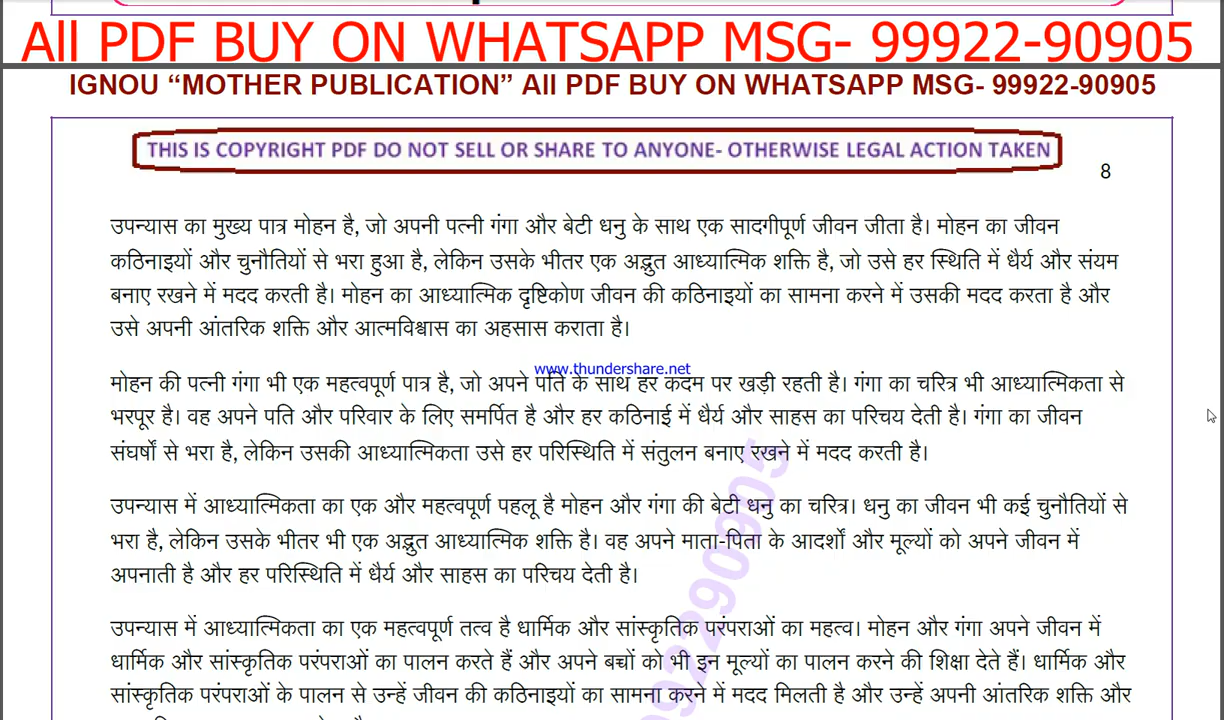 All PDF BUY ON WHATSAPP MSG- 99922-90905
IGNOU “MOTHER PUBLICATION” All PDF BUY ON WHATSAPP MSG- 99922-90905
THIS IS COPYRIGHT PDF DO NOT SELL OR SHARE TO ANYONE- OTHERWISE LEGAL ACTION TAKEN
8
उपन्यास का मुख्य पात्र मोहन है, जो अपनी पत्नी गंगा और बेटी धनु के साथ एक सादगीपूर्ण जीवन जीता है। मोहन का जीवन
कठिनाइयों और चुनौतियों से भरा हुआ है, लेकिन उसके भीतर एक अद्भुत आध्यात्मिक शक्ति है, जो उसे हर स्थिति में धैर्य और संयम
बनाए रखने में मदद करती है। मोहन का आध्यात्मिक दृष्टिकोण जीवन की कठिनाइयों का सामना करने में उसकी मदद करता है और
उसे अपनी आंतरिक शक्ति और आत्मविश्वास का अहसास कराता है।
www.thundershare.net
मोहन की पत्नी गंगा भी एक महत्वपूर्ण पात्र है, जो अपने पति के साथ हर कदम पर खड़ी रहती है। गंगा का चरित्र भी आध्यात्मिकता से
भरपूर है। वह अपने पति और परिवार के लिए समर्पित है और हर कठिनाई में धैर्य और साहस का परिचय देती है। गंगा का जीवन
संघर्षों से भरा है, लेकिन उसकी आध्यात्मिकता उसे हर परिस्थिति में संतुलन बनाए रखने में मदद करती है।
उपन्यास में आध्यात्मिकता का एक और महत्वपूर्ण पहलू है मोहन और गंगा की बेटी धनु का चरित्र। धनु का जीवन भी कई चुनौतियों से
भरा है, लेकिन उसके भीतर भी एक अद्भुत आध्यात्मिक शक्ति है। वह अपने माता-पिता के आदर्शों और मूल्यों को अपने जीवन में
अपनाती है और हर परिस्थिति में धैर्य और साहस का परिचय देती है।
उपन्यास में आध्यात्मिकता का एक महत्वपूर्ण तत्व है धार्मिक और सांस्कृतिक परंपराओं का महत्व। मोहन और गंगा अपने जीवन में
धार्मिक और सांस्कृतिक परंपराओं का पालन करते हैं और अपने बच्चों को भी इन मूल्यों का पालन करने की शिक्षा देते हैं। धार्मिक और
सांस्कृतिक परंपराओं के पालन से उन्हें जीवन की कठिनाइयों का सामना करने में मदद मिलती है और उन्हें अपनी आंतरिक शक्ति और